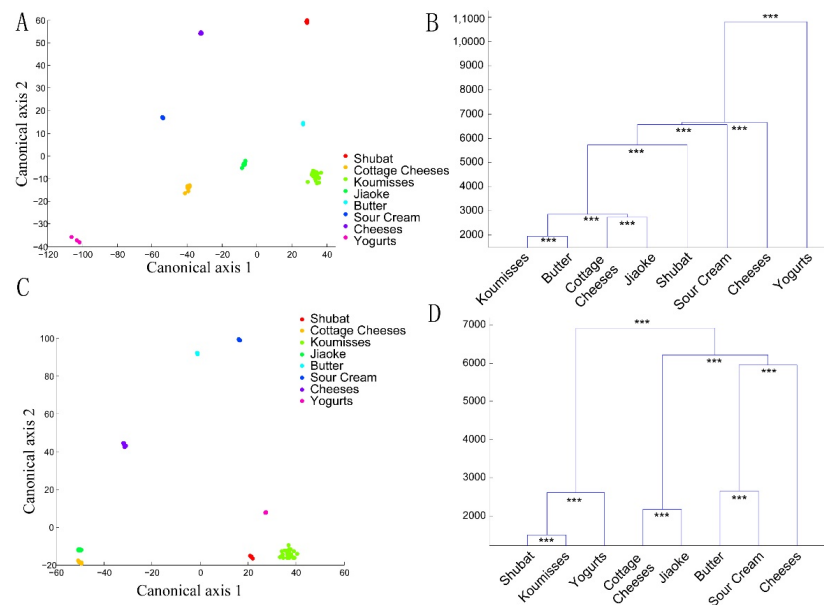 A
Canonical axis 2
60
50
40
30
20
10
0
−10
−20
−30
−40
−120
−100
−80
−60
−40
−20
0
20
40
Canonical axis 1
Shubat
Cottage Cheeses
Koumisses
Jiaoke
Butter
Sour Cream
Cheeses
Yogurts
B
1,1000
10000
9000
8000
7000
6000
5000
4000
3000
2000
***
***
***
***
***
***
***
Koumisses
Butter
Cottage
Cheeses
Jiaoke
Shubat
Sour Cream
Cheeses
Yogurts
C
Canonical axis 2
100
80
60
40
20
0
−20
−60
−40
−20
0
20
40
60
Canonical axis 1
Shubat
Cottage Cheeses
Koumisses
Jiaoke
Butter
Sour Cream
Cheeses
Yogurts
D
7000
6000
5000
4000
3000
2000
***
***
***
***
***
***
***
Shubat
Koumisses
Yogurts
Cottage
Cheeses
Jiaoke
Butter
Sour Cream
Cheeses